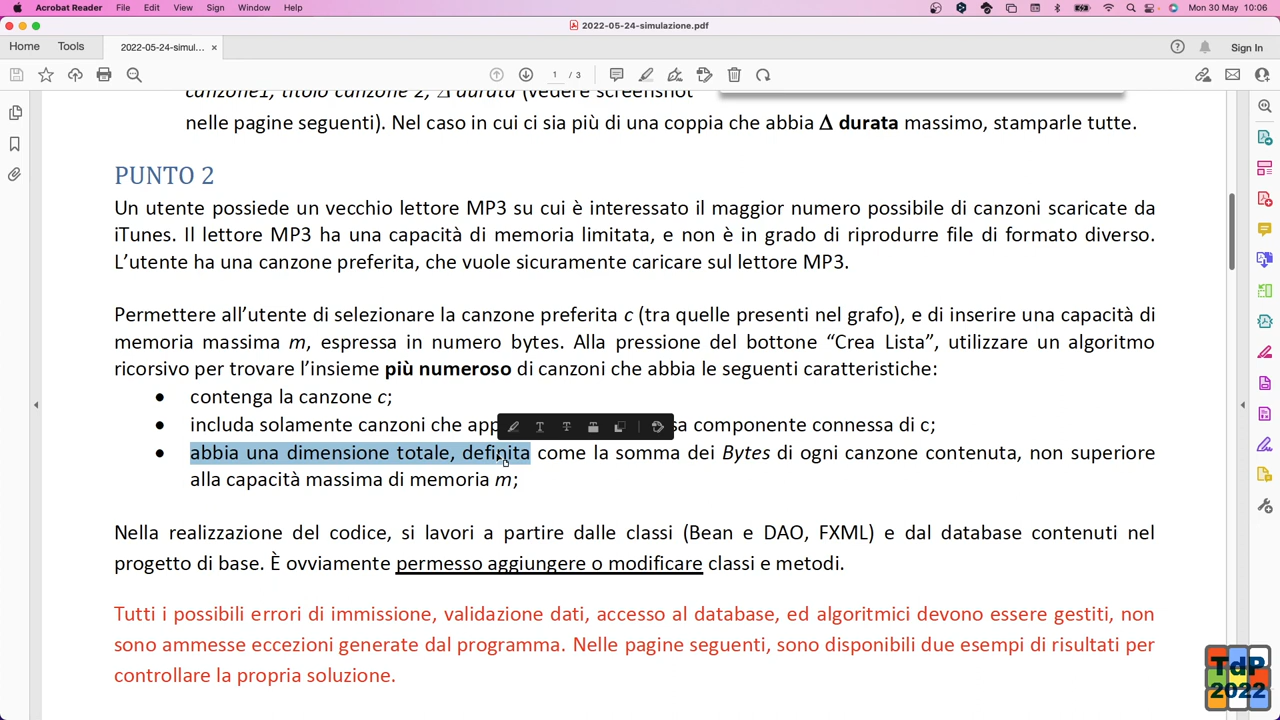 Acrobat Reader File Edit View Sign Window Help Mon 30 May 10:06
2022-05-24-simulazione.pdf
Home Tools 2022-05-24-simul... × Sign In
1 / 3
canzone1, titolo canzone 2, Δ durata (vedere screenshot
nelle pagine seguenti). Nel caso in cui ci sia più di una coppia che abbia Δ durata massimo, stamparle tutte.
PUNTO 2
Un utente possiede un vecchio lettore MP3 su cui è interessato il maggior numero possibile di canzoni scaricate da
iTunes. Il lettore MP3 ha una capacità di memoria limitata, e non è in grado di riprodurre file di formato diverso.
L’utente ha una canzone preferita, che vuole sicuramente caricare sul lettore MP3.
Permettere all’utente di selezionare la canzone preferita c (tra quelle presenti nel grafo), e di inserire una capacità di
memoria massima m, espressa in numero bytes. Alla pressione del bottone “Crea Lista”, utilizzare un algoritmo
ricorsivo per trovare l’insieme più numeroso di canzoni che abbia le seguenti caratteristiche:
• contenga la canzone c;
• includa solamente canzoni che app sa componente connessa di c;
• abbia una dimensione totale, definita come la somma dei Bytes di ogni canzone contenuta, non superiore
alla capacità massima di memoria m;
Nella realizzazione del codice, si lavori a partire dalle classi (Bean e DAO, FXML) e dal database contenuti nel
progetto di base. È ovviamente permesso aggiungere o modificare classi e metodi.
Tutti i possibili errori di immissione, validazione dati, accesso al database, ed algoritmici devono essere gestiti, non
sono ammesse eccezioni generate dal programma. Nelle pagine seguenti, sono disponibili due esempi di risultati per
controllare la propria soluzione.
TdP
2022